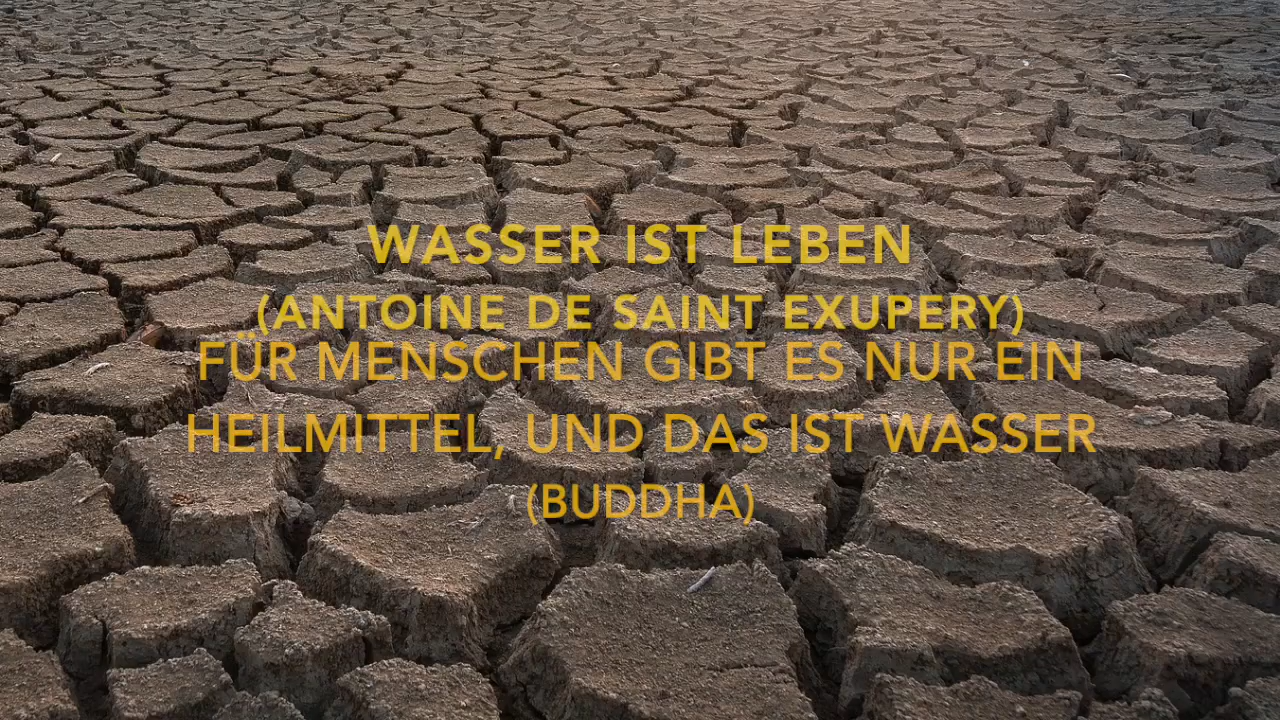 WASSER IST LEBEN
(ANTOINE DE SAINT EXUPERY)
FÜR MENSCHEN GIBT ES NUR EIN
HEILMITTEL, UND DAS IST WASSER
(BUDDHA)